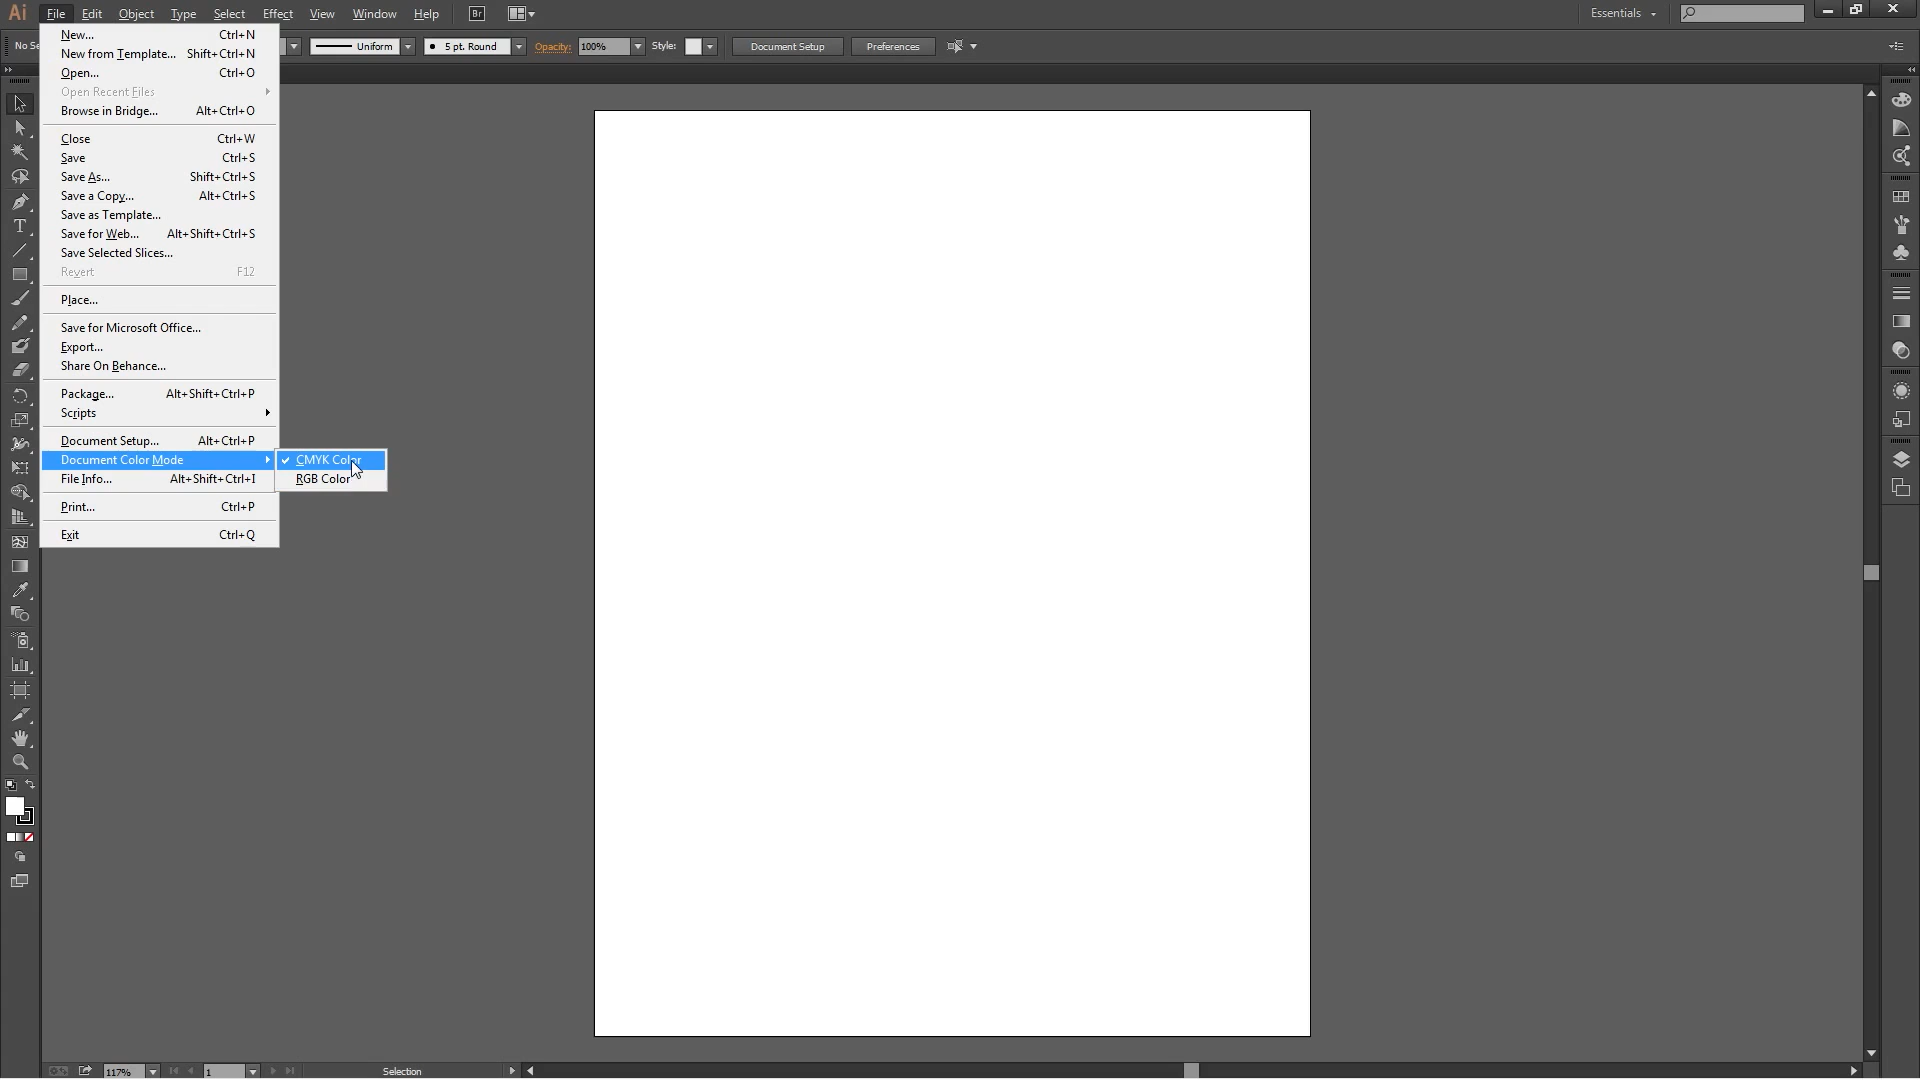 Ai File Edit Object Type Select Effect View Window Help Br Essentials
No Se Uniform 5 pt. Round Opacity: 100% Style: Document Setup Preferences
New... Ctrl+N
New from Template... Shift+Ctrl+N
Open... Ctrl+O
Open Recent Files
Browse in Bridge... Alt+Ctrl+O
Close Ctrl+W
Save Ctrl+S
Save As... Shift+Ctrl+S
Save a Copy... Alt+Ctrl+S
Save as Template...
Save for Web... Alt+Shift+Ctrl+S
Save Selected Slices...
Revert F12
Place...
Save for Microsoft Office...
Export...
Share On Behance...
Package... Alt+Shift+Ctrl+P
Scripts
Document Setup... Alt+Ctrl+P
Document Color Mode CMYK Color
File Info... Alt+Shift+Ctrl+I RGB Color
Print... Ctrl+P
Exit Ctrl+Q
117% 1 Selection